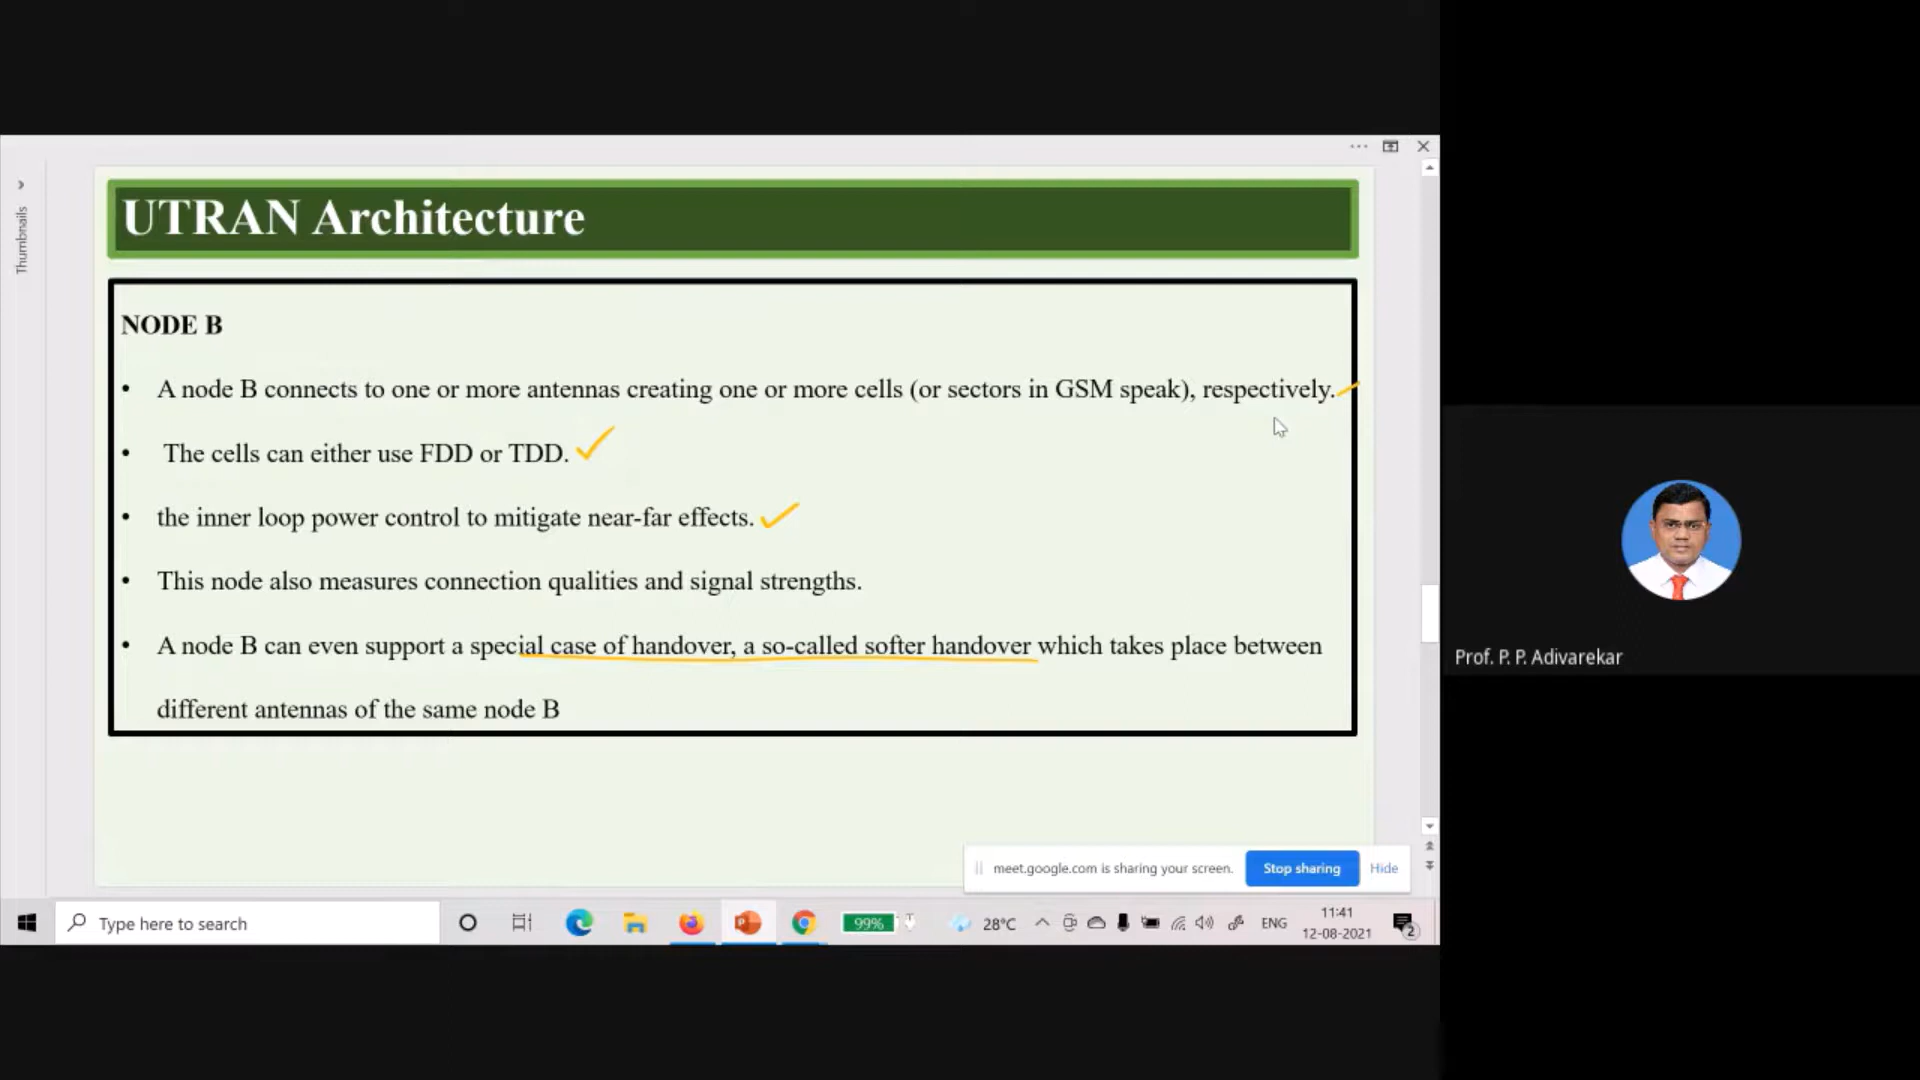 Thumbnails
UTRAN Architecture
NODE B
• A node B connects to one or more antennas creating one or more cells (or sectors in GSM speak), respectively.
• The cells can either use FDD or TDD.
• the inner loop power control to mitigate near-far effects.
• This node also measures connection qualities and signal strengths.
• A node B can even support a special case of handover, a so-called softer handover which takes place between
different antennas of the same node B
Prof. P. P. Adivarekar
meet.google.com is sharing your screen. Stop sharing Hide
Type here to search
99%
28°C
ENG
11:41
12-08-2021
2